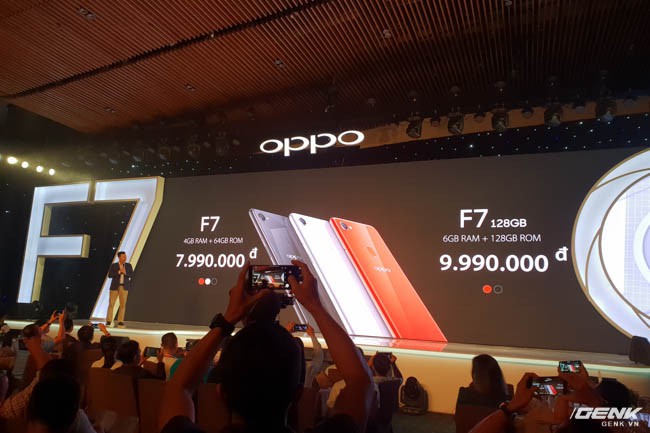 oppo
F7
F7
4GB RAM + 64GB ROM
7.990.000 đ
oppo
F7 128GB
6GB RAM + 128GB ROM
9.990.000 đ
GENK
GENK.VN